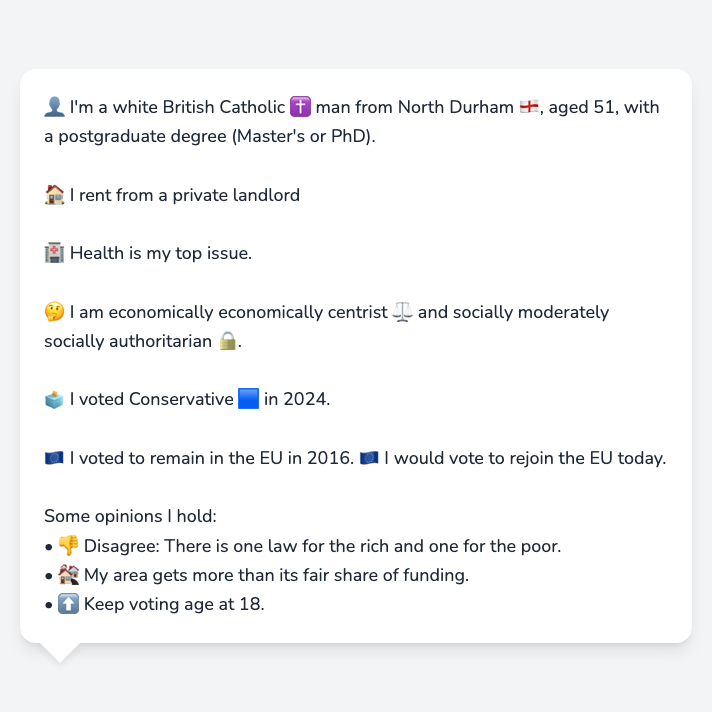 👤 I'm a white British Catholic ✝️ man from North Durham 🏴󠁧󠁢󠁥󠁮󠁧󠁿, aged 51, with
a postgraduate degree (Master's or PhD).
🏠 I rent from a private landlord
🏥 Health is my top issue.
🤔 I am economically economically centrist ⚖️ and socially moderately
socially authoritarian 🔒.
🗳️ I voted Conservative 🟦 in 2024.
🇪🇺 I voted to remain in the EU in 2016. 🇪🇺 I would vote to rejoin the EU today.
Some opinions I hold:
• 👎 Disagree: There is one law for the rich and one for the poor.
• 🏘️ My area gets more than its fair share of funding.
• ⬆️ Keep voting age at 18.